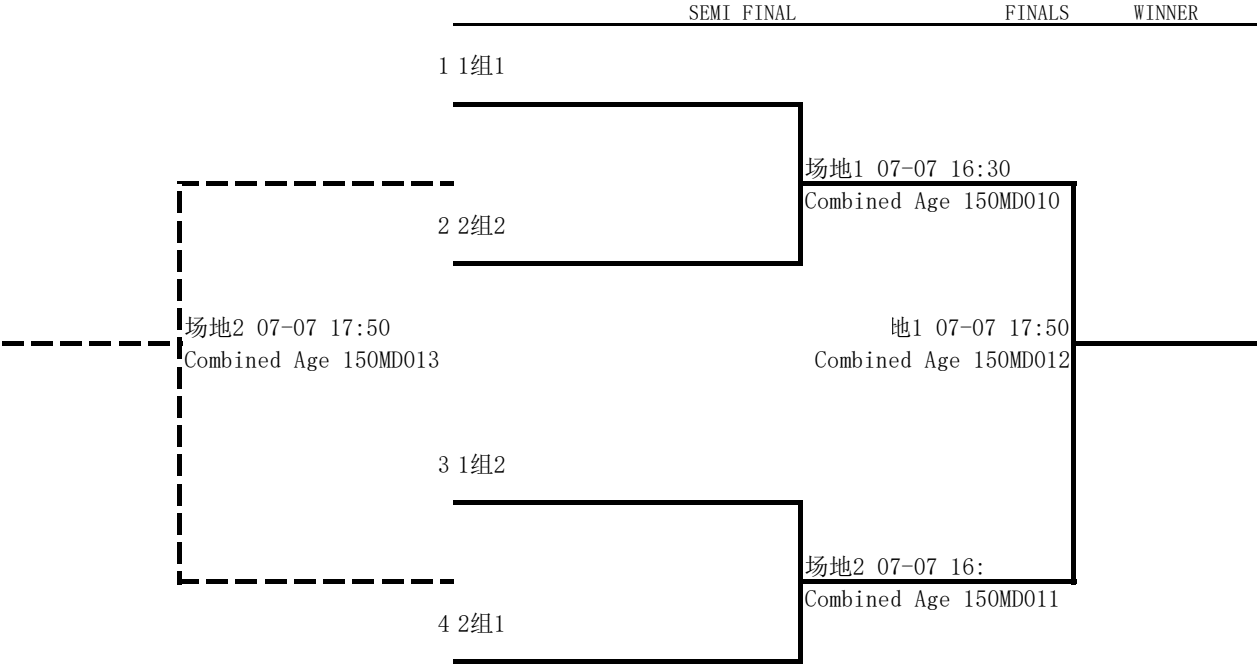 SEMI FINAL FINALS WINNER
1 1组1
场地1 07-07 16:30
Combined Age 150MD010
2 2组2
场地2 07-07 17:50
Combined Age 150MD013
地1 07-07 17:50
Combined Age 150MD012
3 1组2
场地2 07-07 16:
Combined Age 150MD011
4 2组1